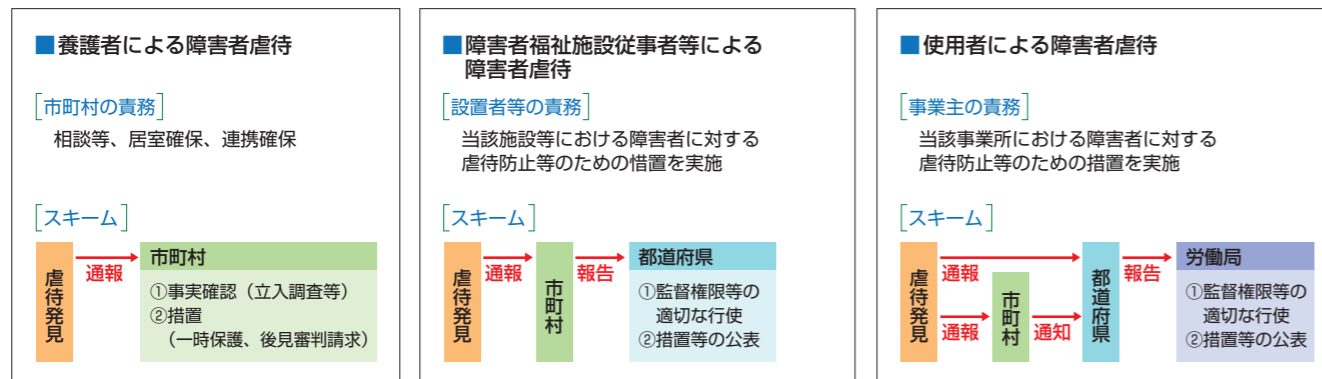 ■養護者による障害者虐待
[市町村の責務]
相談等、居室確保、連携確保
[スキーム]
虐待発見
通報
市町村
①事実確認（立入調査等）
②措置
（一時保護、後見審判請求）
■障害者福祉施設従事者等による
障害者虐待
[設置者等の責務]
当該施設等における障害者に対する
虐待防止等のための惜置を実施
[スキーム]
虐待発見
通報
市町村
報告
都道府県
①監督権限等の
適切な行使
②措置等の公表
■使用者による障害者虐待
[事業主の責務]
当該事業所における障害者に対する
虐待防止等のための措置を実施
[スキーム]
虐待発見
通報
通報
市町村
通知
都道府県
報告
労働局
①監督権限等の
適切な行使
②措置等の公表